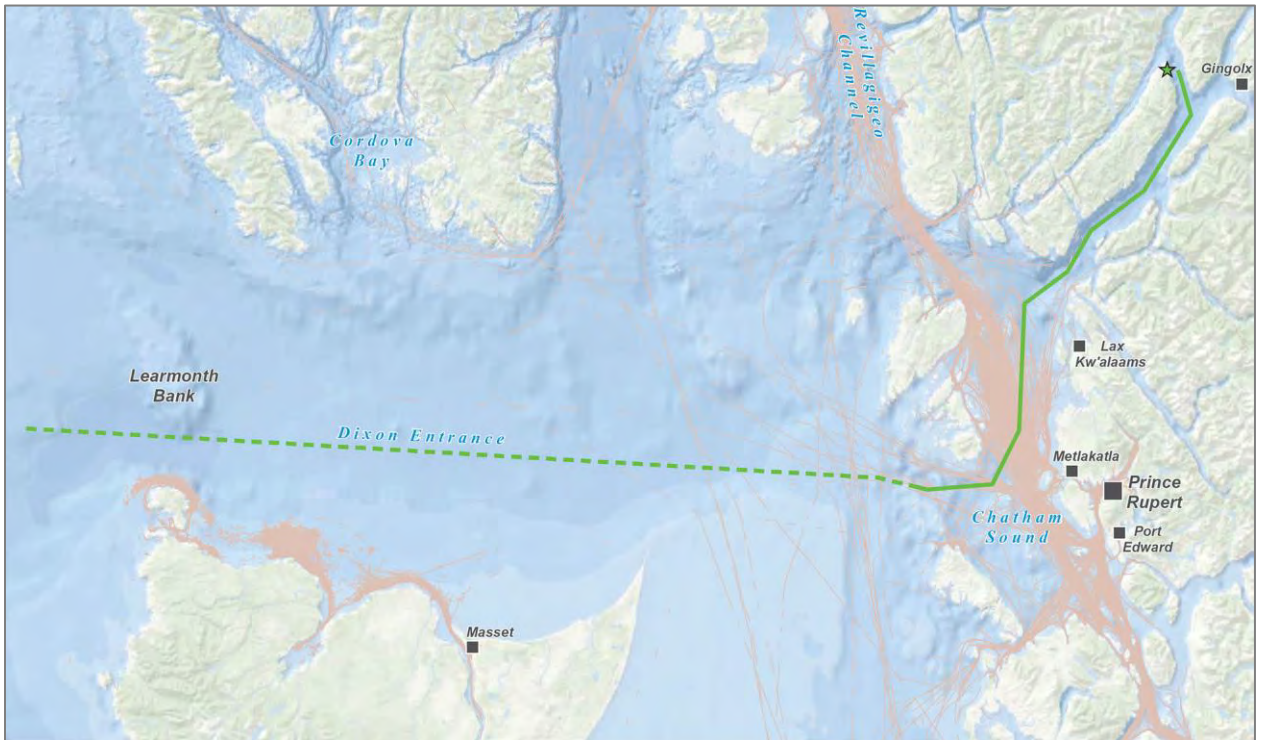 Revillagigeo
Channel
Gingolx
Cordova
Bay
Lax
Kw'alaams
Learmonth
Bank
Dixon Entrance
Metlakatla
Prince
Rupert
Chatham
Sound
Port
Edward
Masset